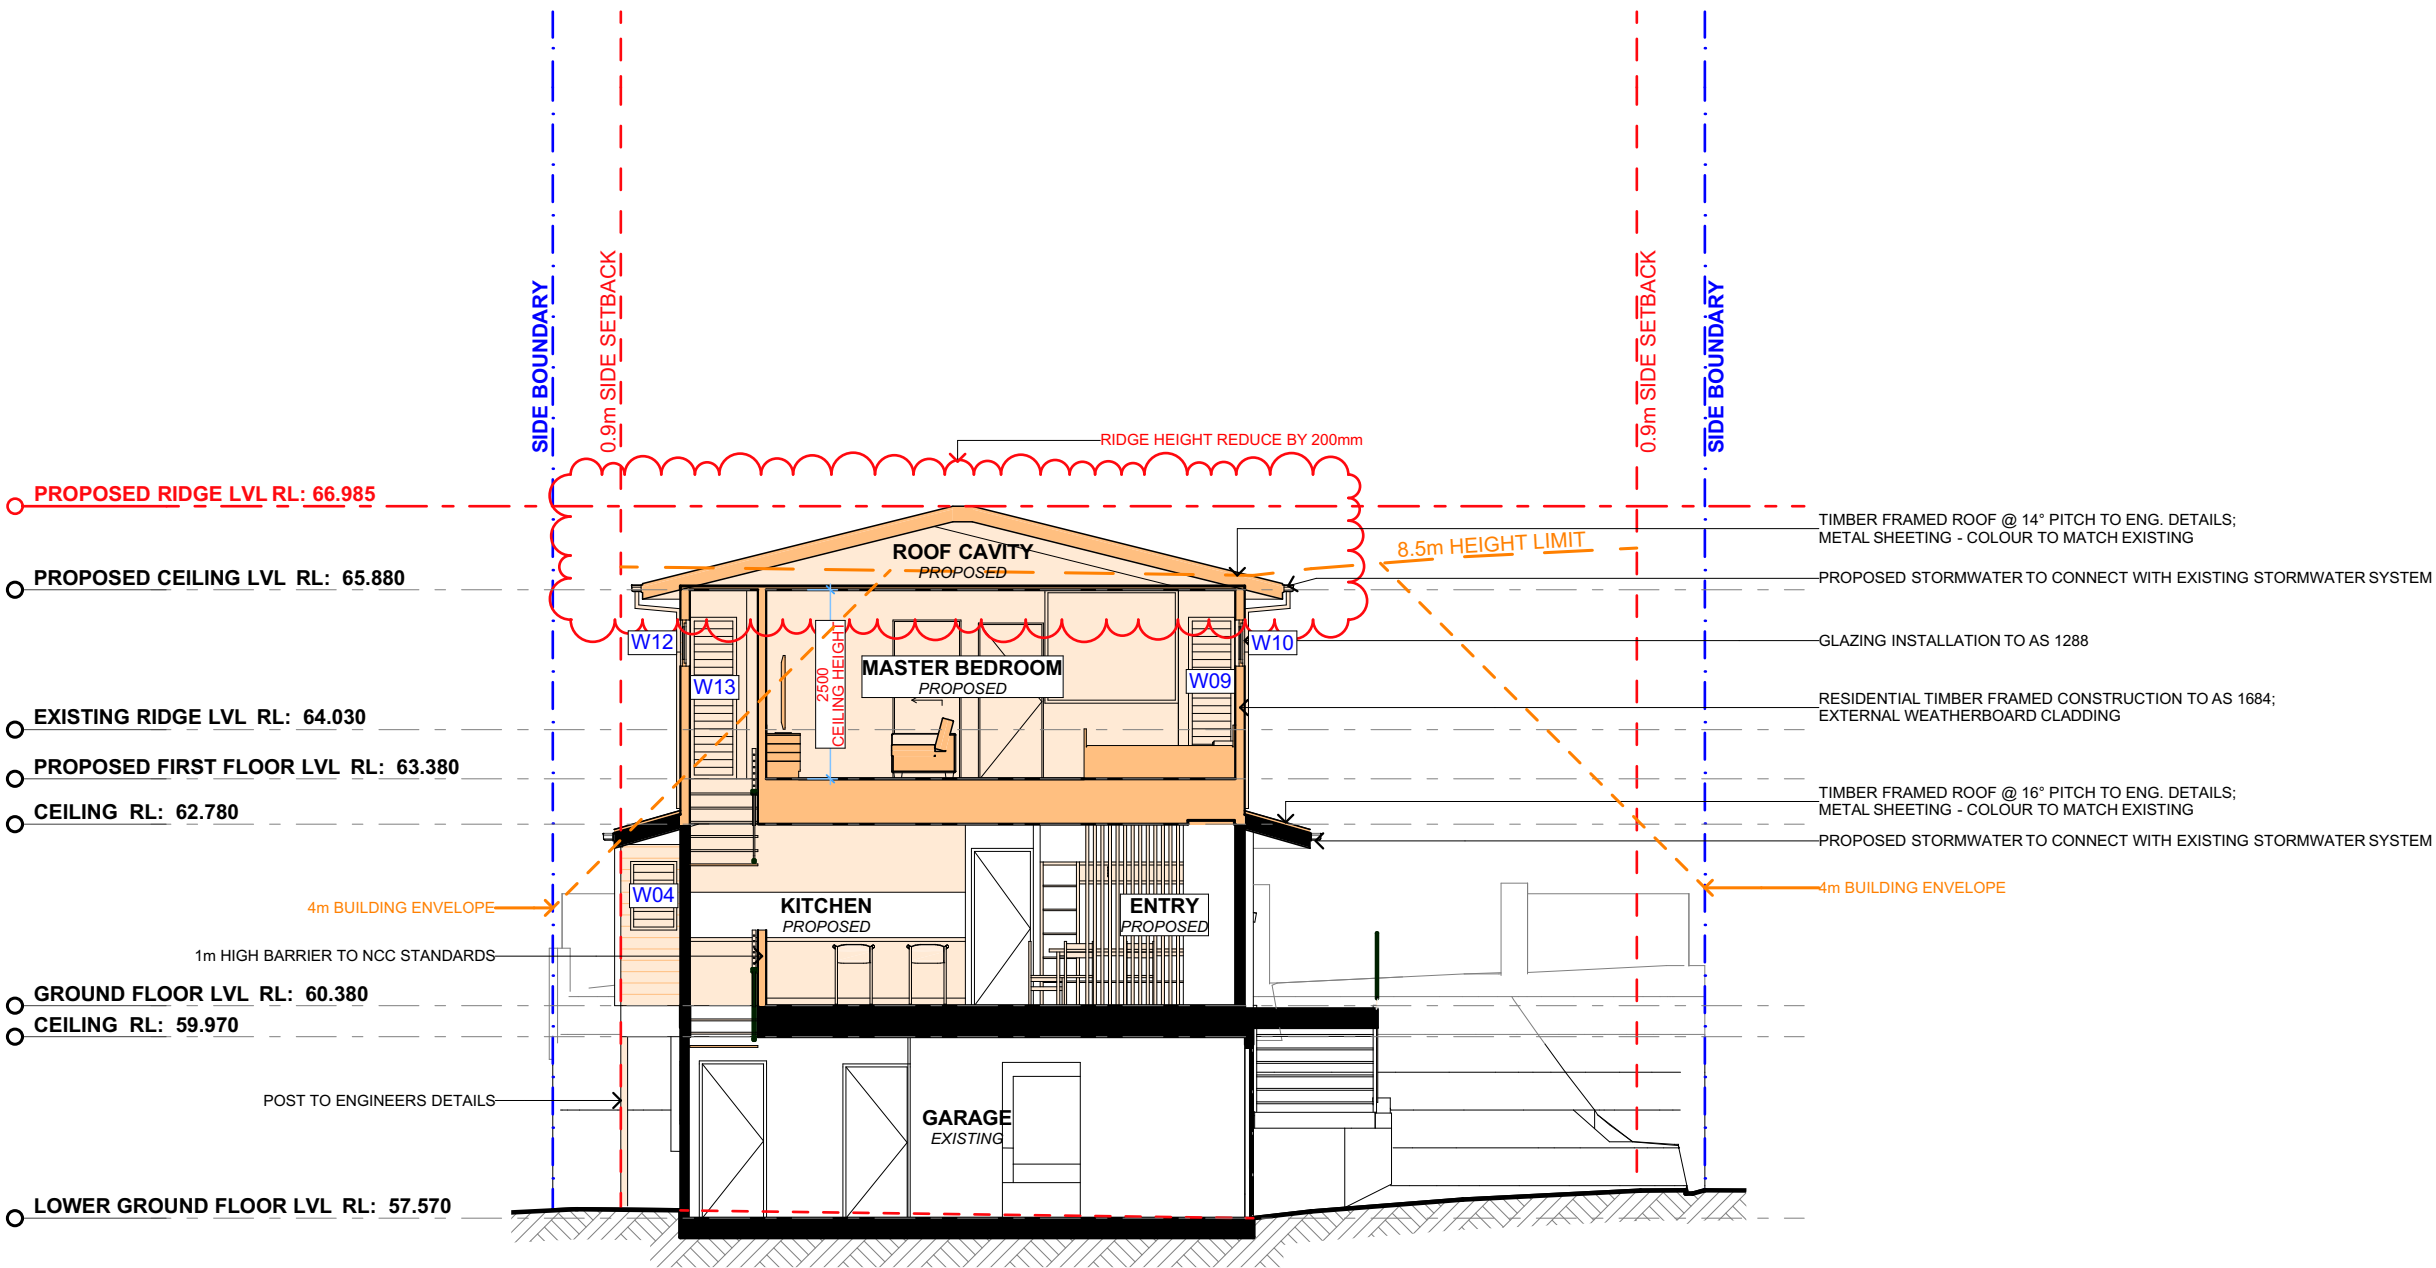 SIDE BOUNDARY
0.9m SIDE SETBACK
0.9m SIDE SETBACK
SIDE BOUNDARY
RIDGE HEIGHT REDUCE BY 200mm
PROPOSED RIDGE LVL RL: 66.985
TIMBER FRAMED ROOF @ 14° PITCH TO ENG. DETAILS;
METAL SHEETING - COLOUR TO MATCH EXISTING
8.5m HEIGHT LIMIT
ROOF CAVITY
PROPOSED
PROPOSED CEILING LVL RL: 65.880
PROPOSED STORMWATER TO CONNECT WITH EXISTING STORMWATER SYSTEM
W12
W10
GLAZING INSTALLATION TO AS 1288
2500
CEILING HEIGHT
MASTER BEDROOM
PROPOSED
W13
W09
RESIDENTIAL TIMBER FRAMED CONSTRUCTION TO AS 1684;
EXTERNAL WEATHERBOARD CLADDING
EXISTING RIDGE LVL RL: 64.030
PROPOSED FIRST FLOOR LVL RL: 63.380
TIMBER FRAMED ROOF @ 16° PITCH TO ENG. DETAILS;
METAL SHEETING - COLOUR TO MATCH EXISTING
CEILING RL: 62.780
PROPOSED STORMWATER TO CONNECT WITH EXISTING STORMWATER SYSTEM
4m BUILDING ENVELOPE
W04
KITCHEN
PROPOSED
ENTRY
PROPOSED
4m BUILDING ENVELOPE
1m HIGH BARRIER TO NCC STANDARDS
GROUND FLOOR LVL RL: 60.380
CEILING RL: 59.970
POST TO ENGINEERS DETAILS
GARAGE
EXISTING
LOWER GROUND FLOOR LVL RL: 57.570